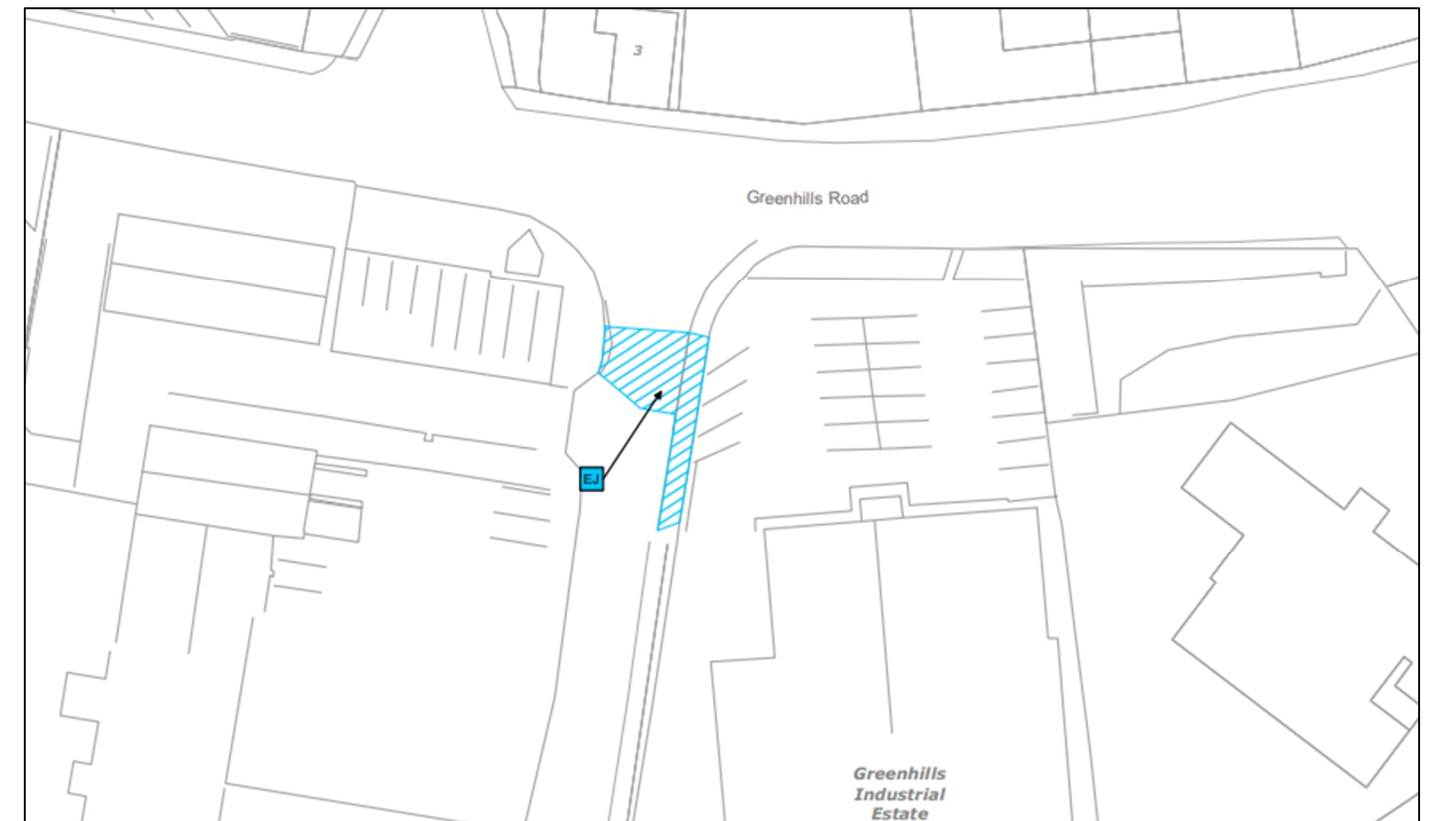 3
Greenhills Road
EJ
Greenhills
Industrial
Estate